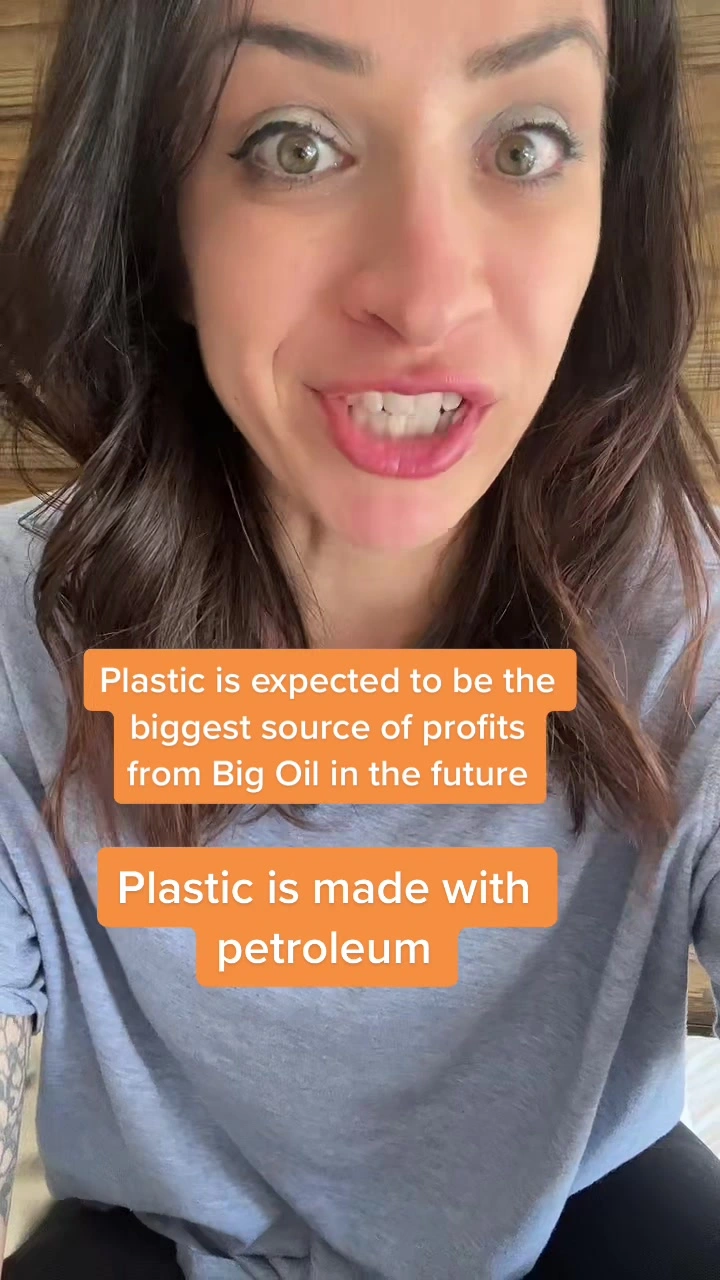 Plastic is expected to be the
biggest source of profits
from Big Oil in the future
Plastic is made with
petroleum